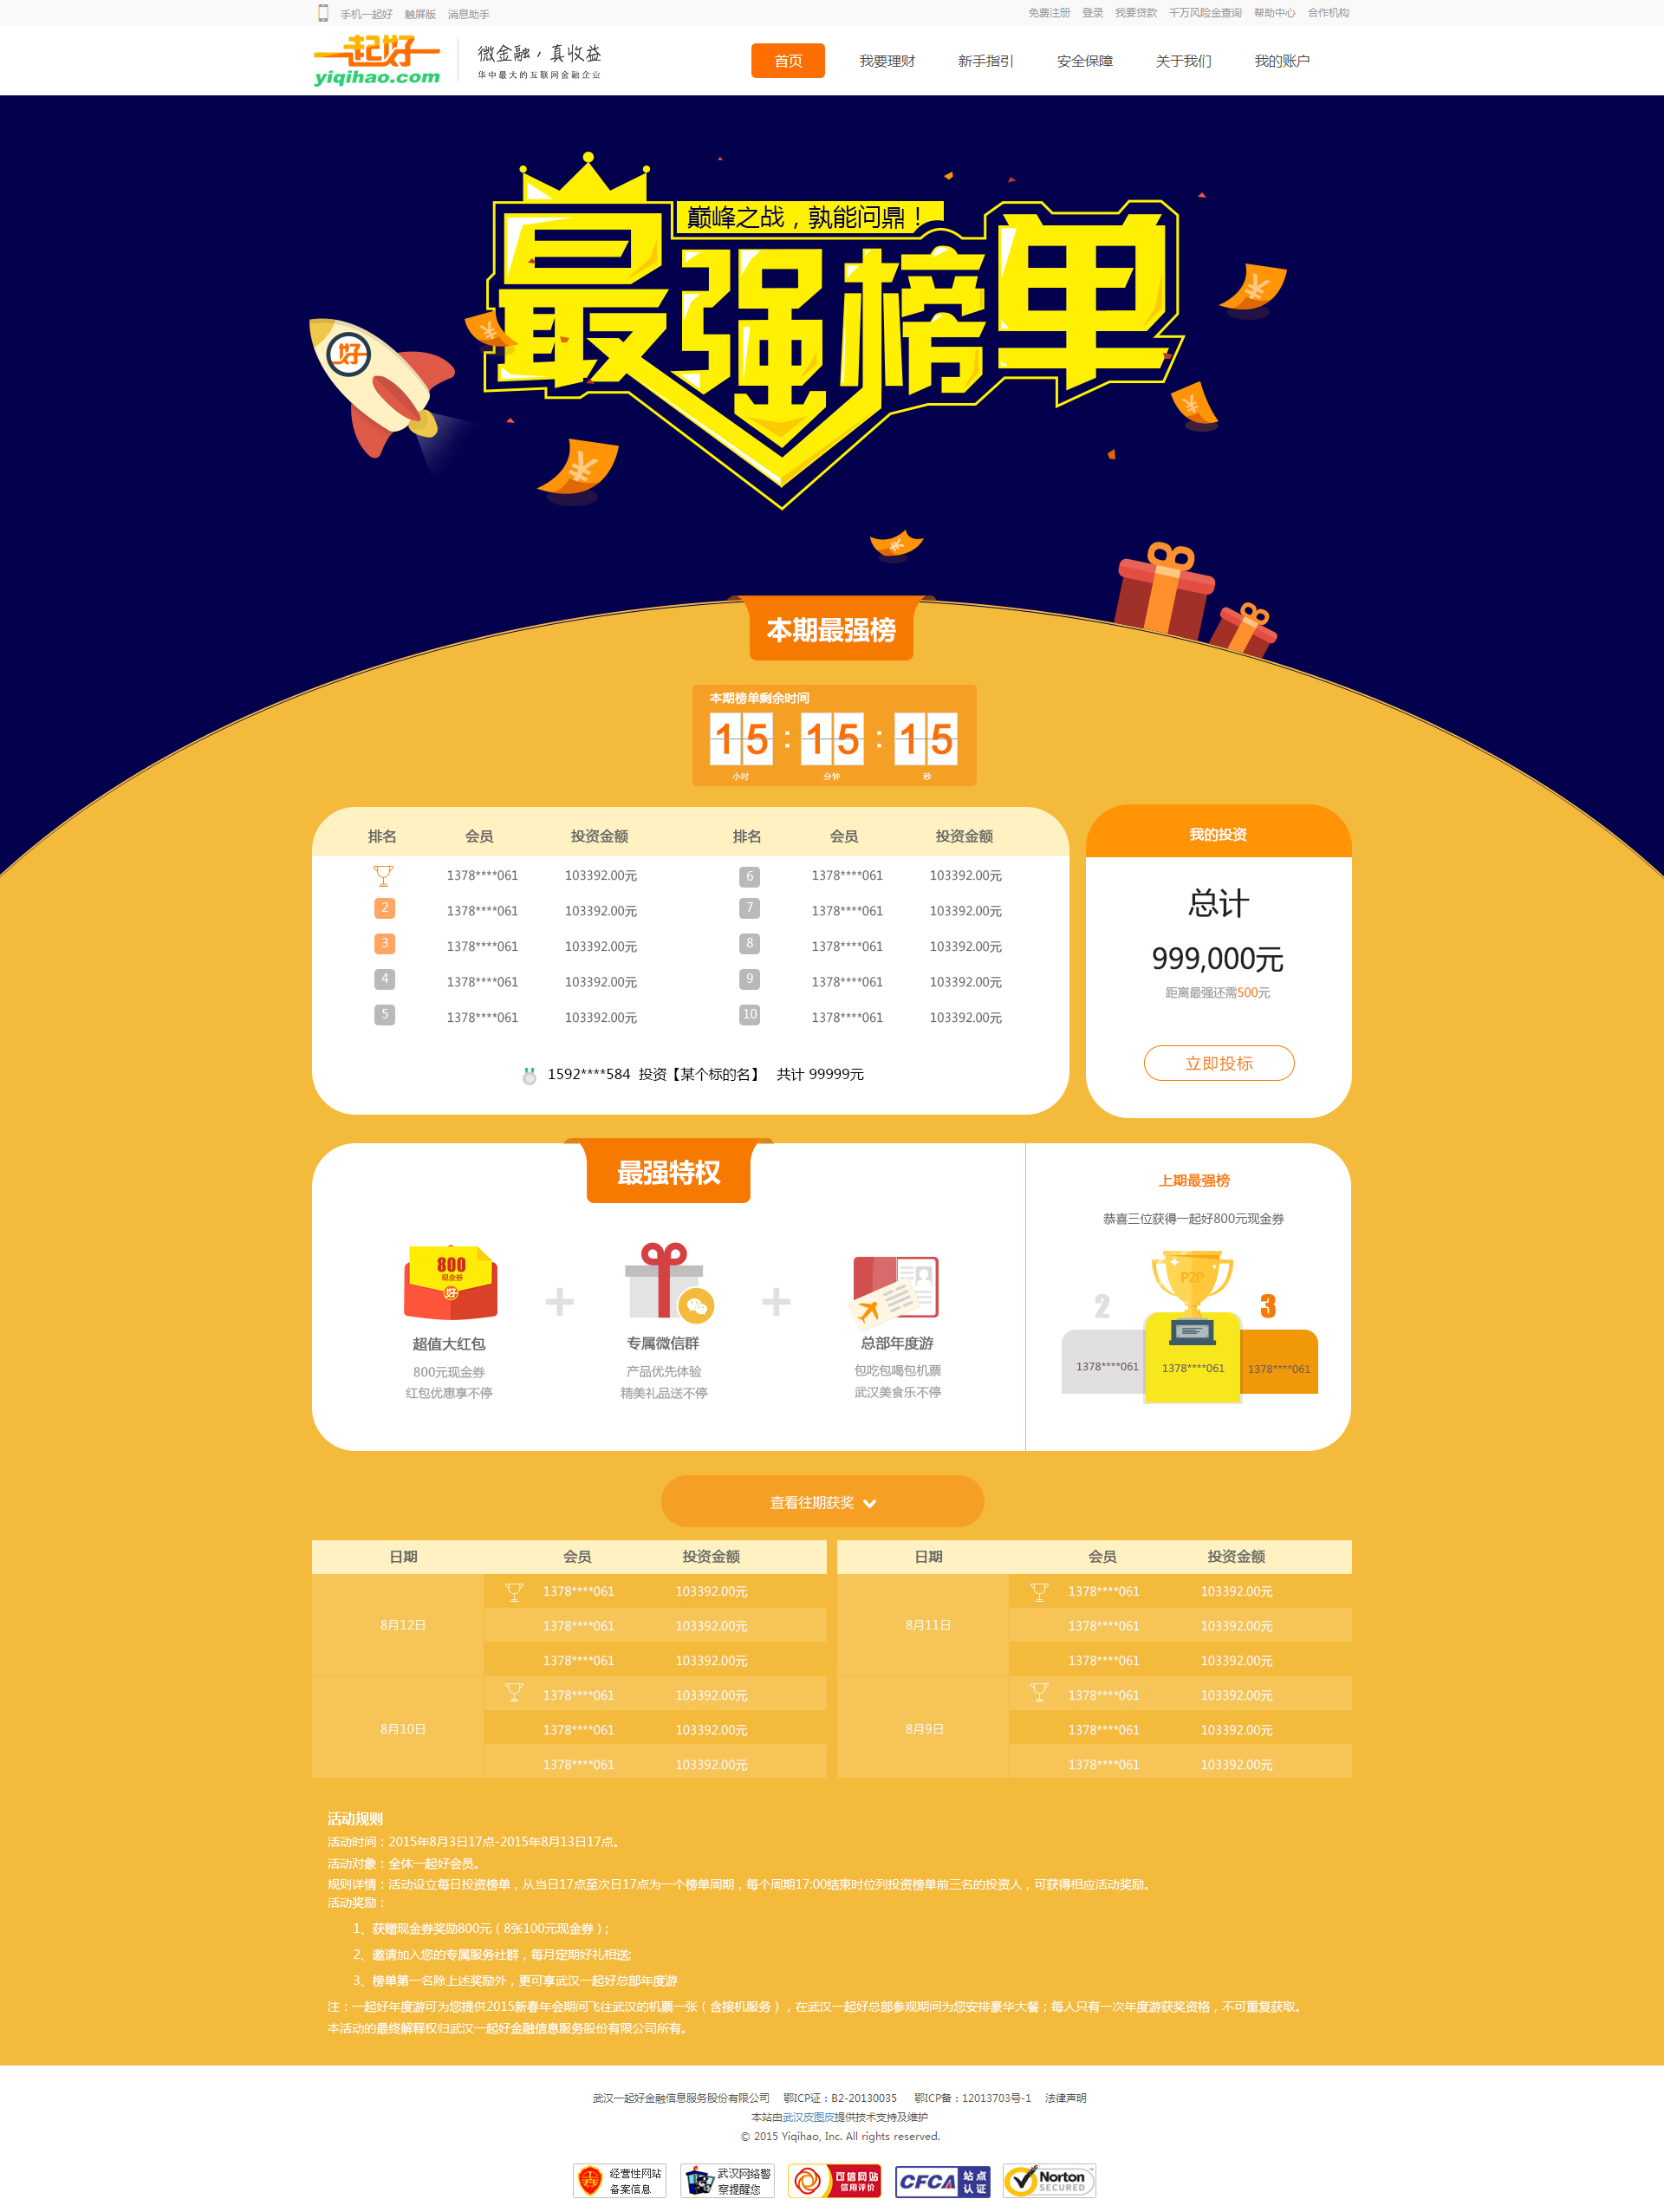 手机一起好 触屏版 消息助手 免费注册 登录 我要贷款 千万风险金查询 帮助中心 合作机构
一起好
yiqihao.com
微金融，真收益
华中最大的互联网金融企业
首页 我要理财 新手指引 安全保障 关于我们 我的账户
巅峰之战，孰能问鼎！
最强榜单
好
¥
¥
¥
¥
¥
本期最强榜
本期榜单剩余时间
15 : 15 : 15
小时 分钟 秒
排名 会员 投资金额 排名 会员 投资金额
1378****061 103392.00元 6 1378****061 103392.00元
2 1378****061 103392.00元 7 1378****061 103392.00元
3 1378****061 103392.00元 8 1378****061 103392.00元
4 1378****061 103392.00元 9 1378****061 103392.00元
5 1378****061 103392.00元 10 1378****061 103392.00元
1592****584 投资【某个标的名】 共计 99999元
我的投资
总计
999,000元
距离最强还需500元
立即投标
最强特权
800
现金券
好
+ +
超值大红包 专属微信群 总部年度游
800元现金券 产品优先体验 包吃包喝包机票
红包优惠享不停 精美礼品送不停 武汉美食乐不停
上期最强榜
恭喜三位获得一起好800元现金券
P2P
2 3
1378****061 1378****061 1378****061
查看往期获奖
日期 会员 投资金额 日期 会员 投资金额
1378****061 103392.00元 1378****061 103392.00元
8月12日 1378****061 103392.00元 8月11日 1378****061 103392.00元
1378****061 103392.00元 1378****061 103392.00元
1378****061 103392.00元 1378****061 103392.00元
8月10日 1378****061 103392.00元 8月9日 1378****061 103392.00元
1378****061 103392.00元 1378****061 103392.00元
活动规则
活动时间：2015年8月3日17点-2015年8月13日17点。
活动对象：全体一起好会员。
规则详情：活动设立每日投资榜单，从当日17点至次日17点为一个榜单周期，每个周期17:00结束时位列投资榜单前三名的投资人，可获得相应活动奖励。
活动奖励：
1、获赠现金券奖励800元（8张100元现金券）；
2、邀请加入您的专属服务社群，每月定期好礼相送;
3、榜单第一名除上述奖励外，更可享武汉一起好总部年度游
注：一起好年度游可为您提供2015新春年会期间飞往武汉的机票一张（含接机服务），在武汉一起好总部参观期间为您安排豪华大餐；每人只有一次年度游获奖资格，不可重复获取。
本活动的最终解释权归武汉一起好金融信息服务股份有限公司所有。
武汉一起好金融信息服务股份有限公司 鄂ICP证：B2-20130035 鄂ICP备：12013703号-1 法律声明
本站由武汉皮图皮提供技术支持及维护
© 2015 Yiqihao, Inc. All rights reserved.
经营性网站
备案信息
武汉网络警
察提醒您
可信网站
信用评价
CFCA 站点
认证
Norton
SECURED